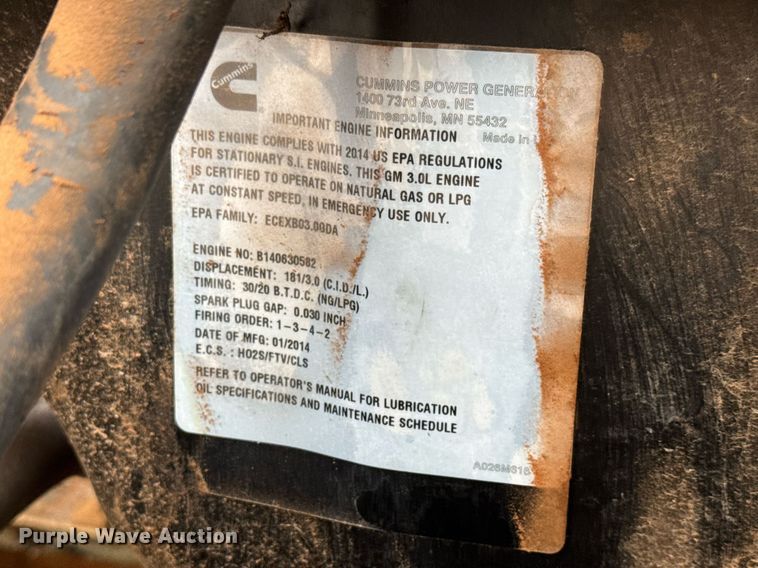 Cummins
CUMMINS POWER GENERATION
1400 73rd Ave. NE
Minneapolis, MN 55432
Made in
IMPORTANT ENGINE INFORMATION
THIS ENGINE COMPLIES WITH 2014 US EPA REGULATIONS
FOR STATIONARY S.I. ENGINES. THIS GM 3.0L ENGINE
IS CERTIFIED TO OPERATE ON NATURAL GAS OR LPG
AT CONSTANT SPEED, IN EMERGENCY USE ONLY.
EPA FAMILY: ECEXB03.0GDA
ENGINE NO: B140630582
DISPLACEMENT: 181/3.0 (C.I.D./L.)
TIMING: 30/20 B.T.D.C. (NG/LPG)
SPARK PLUG GAP: 0.030 INCH
FIRING ORDER: 1-3-4-2
DATE OF MFG: 01/2014
E.C.S. : HO2S/FTV/CLS
REFER TO OPERATOR'S MANUAL FOR LUBRICATION
OIL SPECIFICATIONS AND MAINTENANCE SCHEDULE
A026M616
Purple Wave Auction